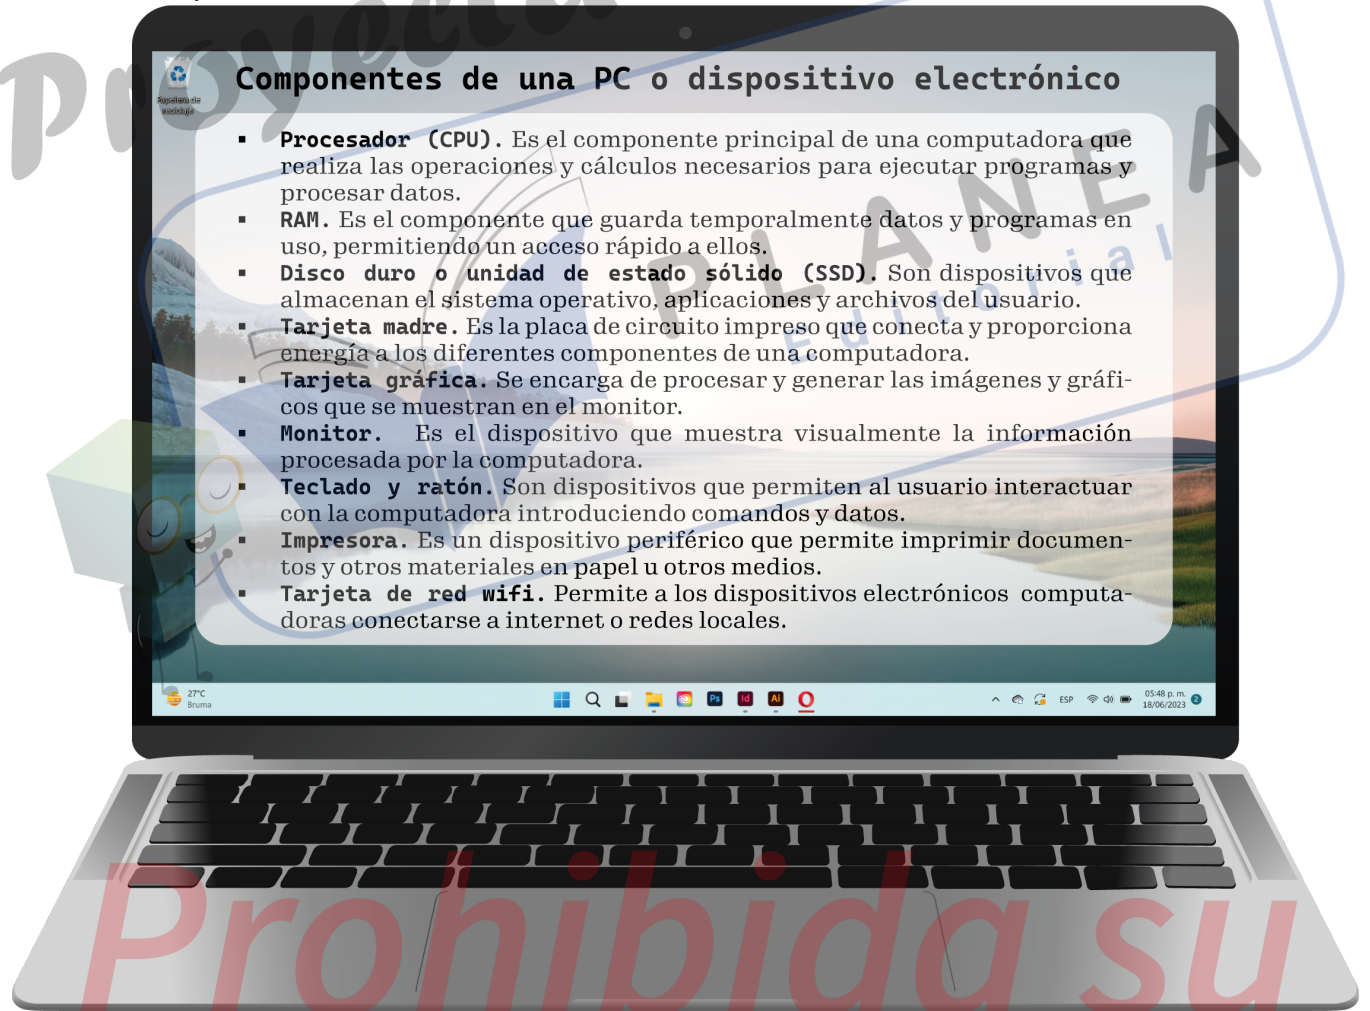 Proyecto
Papelera de
reciclaje
Componentes de una PC o dispositivo electrónico
▪ Procesador (CPU). Es el componente principal de una computadora que
realiza las operaciones y cálculos necesarios para ejecutar programas y
procesar datos.
▪ RAM. Es el componente que guarda temporalmente datos y programas en
uso, permitiendo un acceso rápido a ellos.
▪ Disco duro o unidad de estado sólido (SSD). Son dispositivos que
almacenan el sistema operativo, aplicaciones y archivos del usuario.
▪ Tarjeta madre. Es la placa de circuito impreso que conecta y proporciona
energía a los diferentes componentes de una computadora.
▪ Tarjeta gráfica. Se encarga de procesar y generar las imágenes y gráfi-
cos que se muestran en el monitor.
▪ Monitor. Es el dispositivo que muestra visualmente la información
procesada por la computadora.
▪ Teclado y ratón. Son dispositivos que permiten al usuario interactuar
con la computadora introduciendo comandos y datos.
▪ Impresora. Es un dispositivo periférico que permite imprimir documen-
tos y otros materiales en papel u otros medios.
▪ Tarjeta de red wifi. Permite a los dispositivos electrónicos computa-
doras conectarse a internet o redes locales.
PLANEA
Editorial
27°C
Bruma
Ps
Id
Ai
ESP
05:48 p. m.
18/06/2023
2
Prohibida su